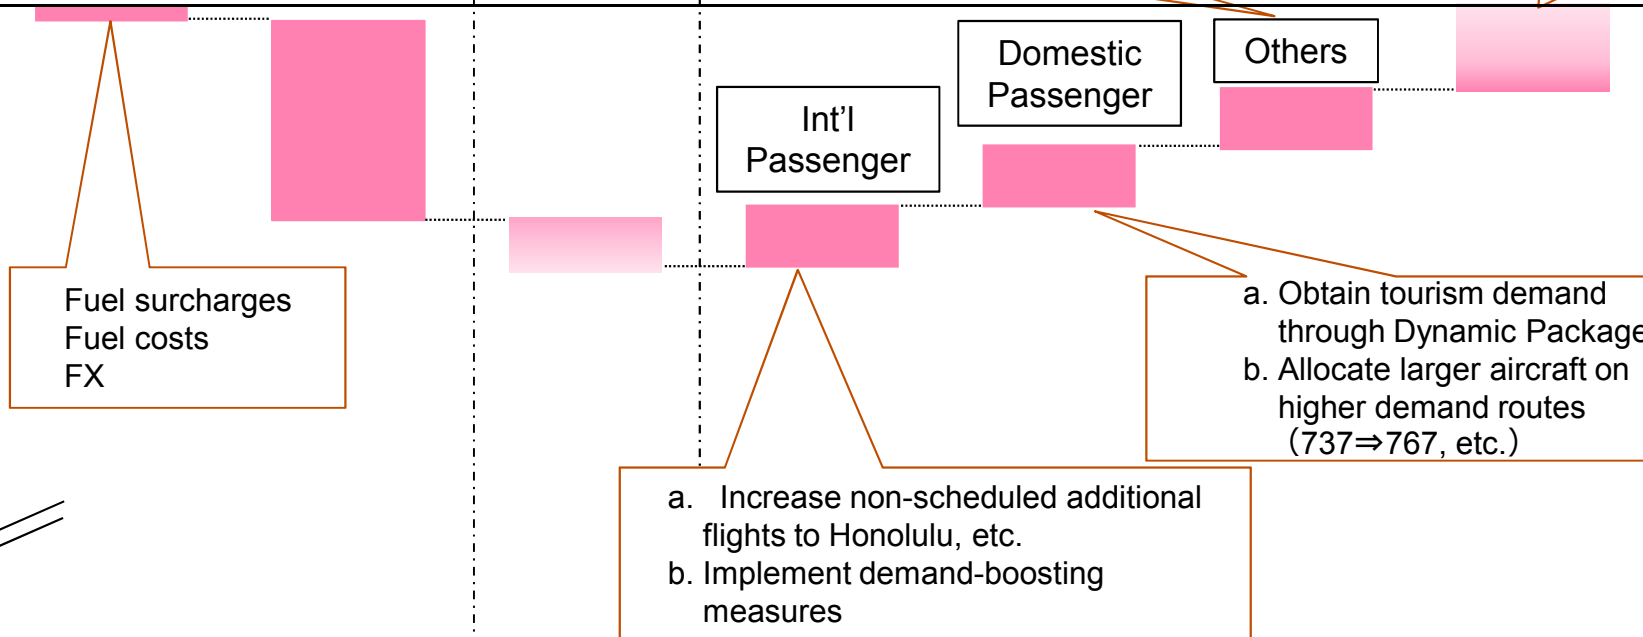 Domestic
Passenger
Others
Int'l
Passenger
Fuel surcharges
Fuel costs
FX
a. Obtain tourism demand
through Dynamic Package
b. Allocate larger aircraft on
higher demand routes
（737⇒767, etc.）
a. Increase non-scheduled additional
flights to Honolulu, etc.
b. Implement demand-boosting
measures